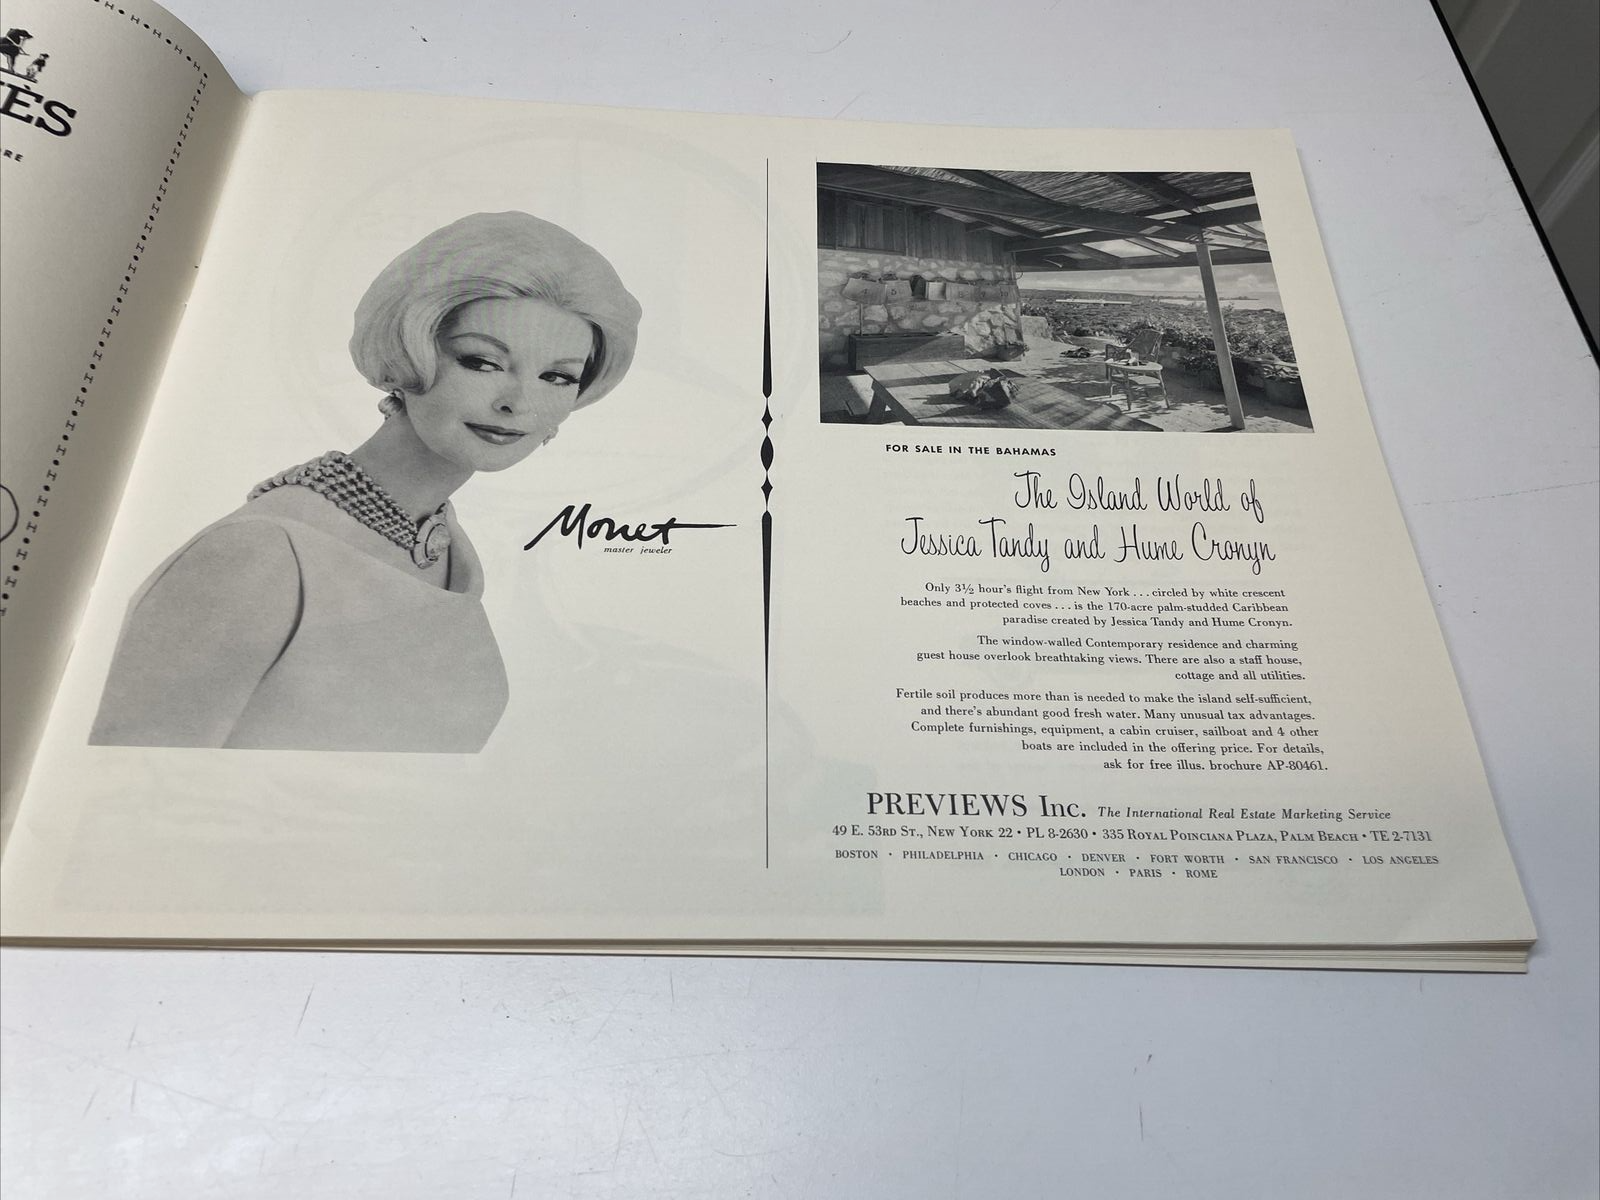 Monet
master jeweler
FOR SALE IN THE BAHAMAS
The Island World of
Jessica Tandy and Hume Cronyn
Only 3½ hour's flight from New York . . . circled by white crescent
beaches and protected coves . . . is the 170-acre palm-studded Caribbean
paradise created by Jessica Tandy and Hume Cronyn.
The window-walled Contemporary residence and charming
guest house overlook breathtaking views. There are also a staff house,
cottage and all utilities.
Fertile soil produces more than is needed to make the island self-sufficient,
and there's abundant good fresh water. Many unusual tax advantages.
Complete furnishings, equipment, a cabin cruiser, sailboat and 4 other
boats are included in the offering price. For details,
ask for free illus. brochure AP-80461.
PREVIEWS Inc. The International Real Estate Marketing Service
49 E. 53RD ST., NEW YORK 22 • PL 8-2630 • 335 ROYAL POINCIANA PLAZA, PALM BEACH • TE 2-7131
BOSTON • PHILADELPHIA • CHICAGO • DENVER • FORT WORTH • SAN FRANCISCO • LOS ANGELES
LONDON • PARIS • ROME